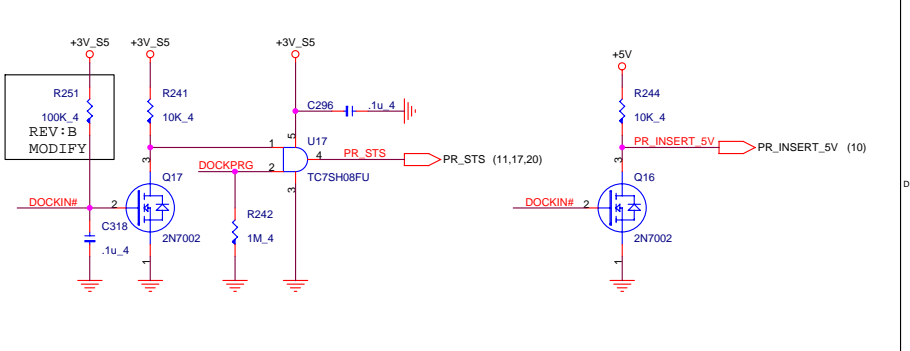 +3V_S5
+3V_S5
+3V_S5
+5V
R251
100K_4
REV:B
MODIFY
R241
10K_4
C296
.1u_4
R244
10K_4
5
U17
1
2
4
3
TC7SH08FU
DOCKPRG
PR_STS
PR_STS (11,17,20)
PR_INSERT_5V
PR_INSERT_5V (10)
3
Q17
2
1
2N7002
DOCKIN#
C318
.1u_4
R242
1M_4
3
Q16
DOCKIN#
2
1
2N7002
D